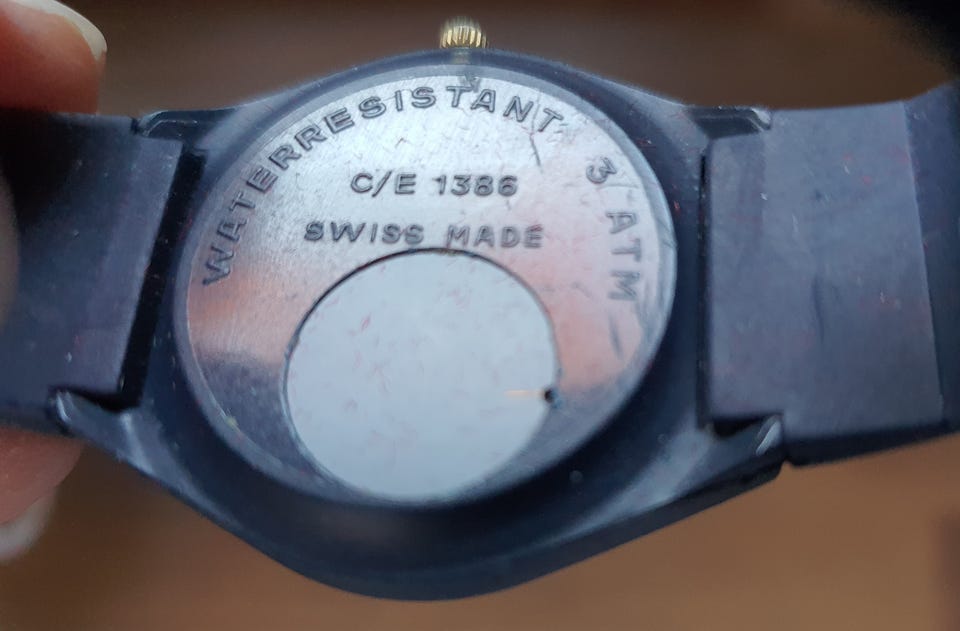 WATERRESISTANT 3 ATM
C/E 1386
SWISS MADE